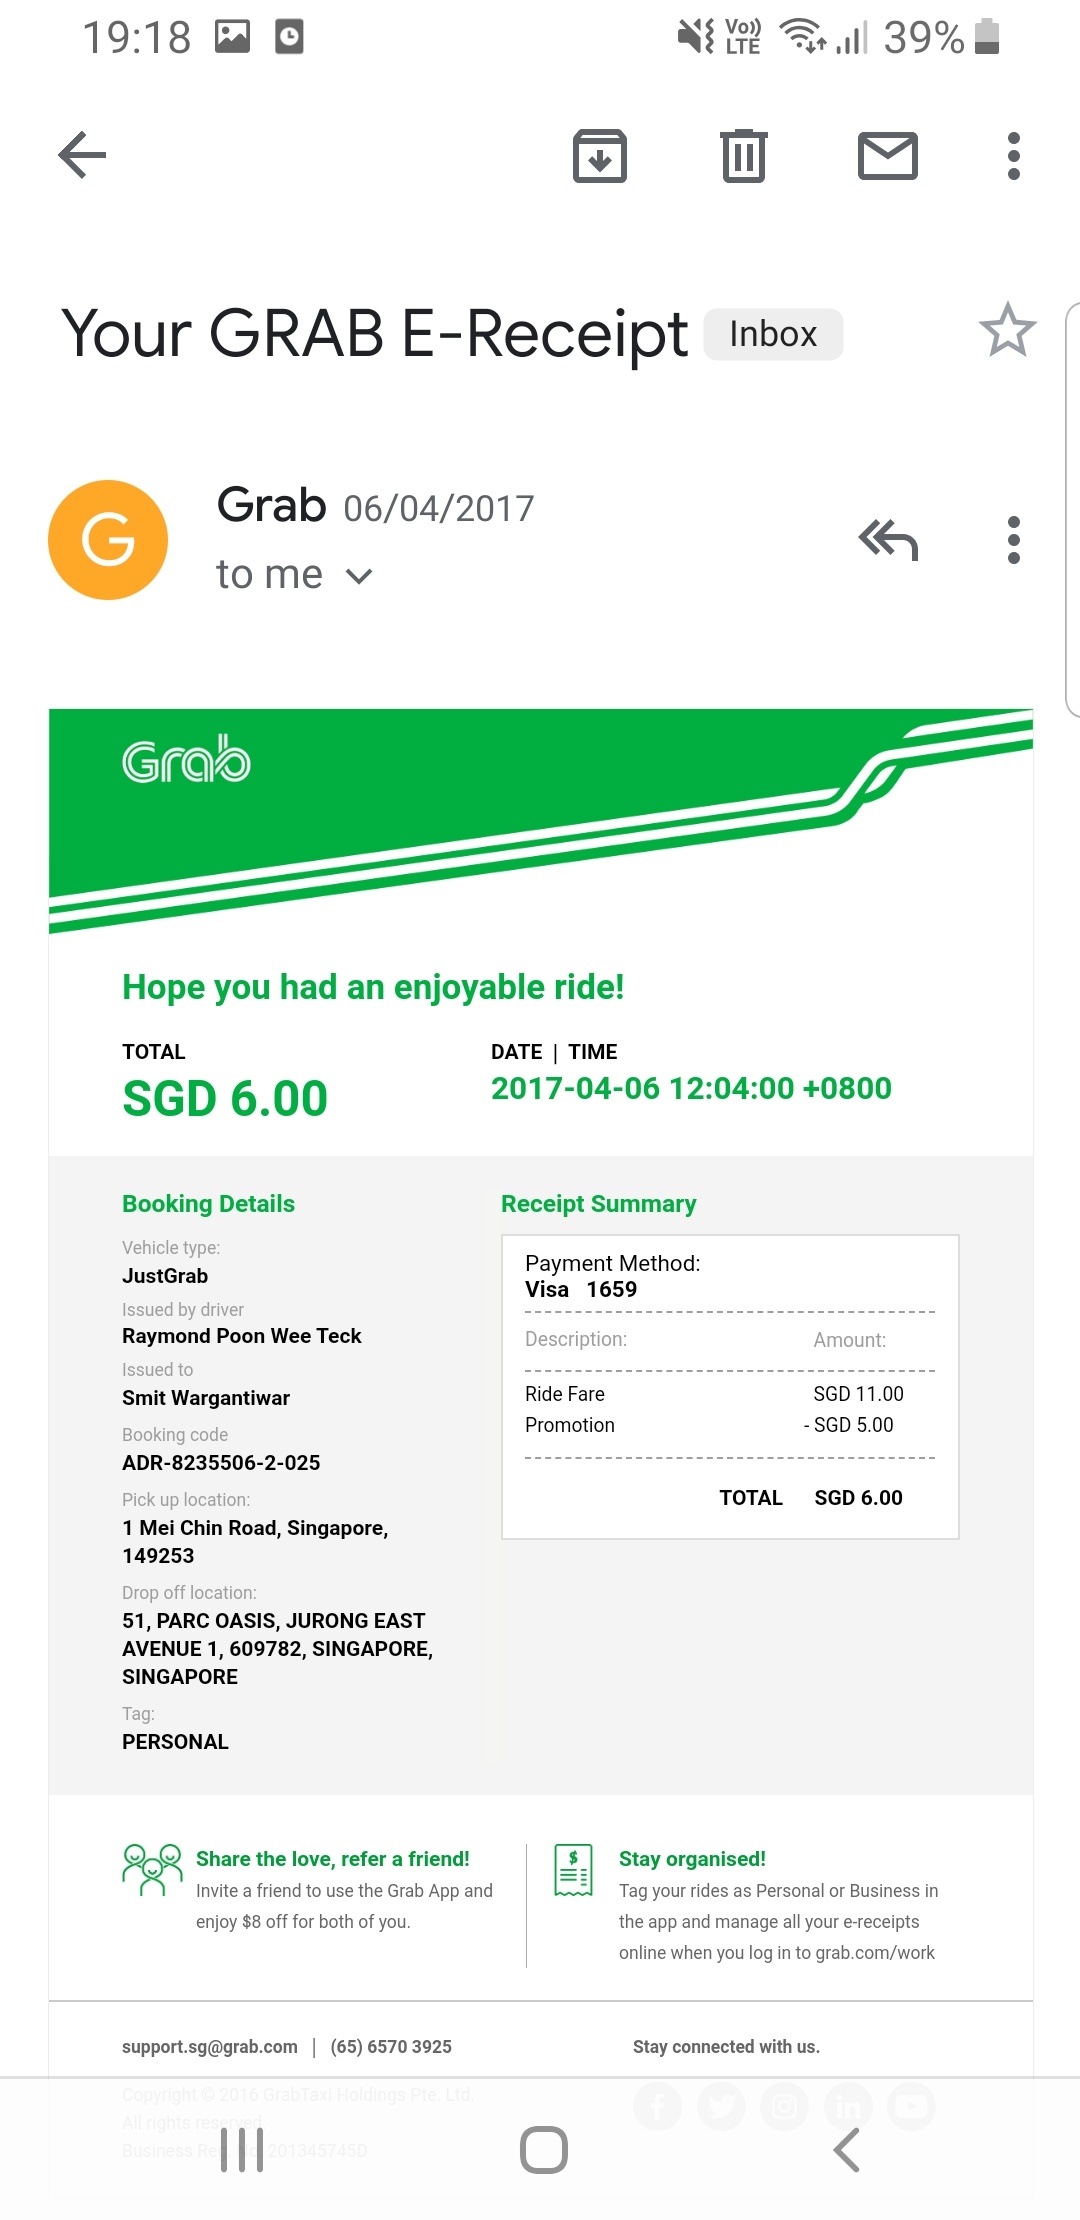 19:18 Vo)) LTE 39%
Your GRAB E-Receipt Inbox
G
Grab 06/04/2017
to me
Grab
Hope you had an enjoyable ride!
TOTAL
SGD 6.00
DATE | TIME
2017-04-06 12:04:00 +0800
Booking Details
Vehicle type:
JustGrab
Issued by driver
Raymond Poon Wee Teck
Issued to
Smit Wargantiwar
Booking code
ADR-8235506-2-025
Pick up location:
1 Mei Chin Road, Singapore,
149253
Drop off location:
51, PARC OASIS, JURONG EAST
AVENUE 1, 609782, SINGAPORE,
SINGAPORE
Tag:
PERSONAL
Receipt Summary
Payment Method:
Visa 1659
Description: Amount:
Ride Fare SGD 11.00
Promotion - SGD 5.00
TOTAL SGD 6.00
Share the love, refer a friend!
Invite a friend to use the Grab App and
enjoy $8 off for both of you.
$
Stay organised!
Tag your rides as Personal or Business in
the app and manage all your e-receipts
online when you log in to grab.com/work
support.sg@grab.com | (65) 6570 3925
Stay connected with us.
Copyright © 2016 GrabTaxi Holdings Pte. Ltd.
All rights reserved
Business 201345745D
f in